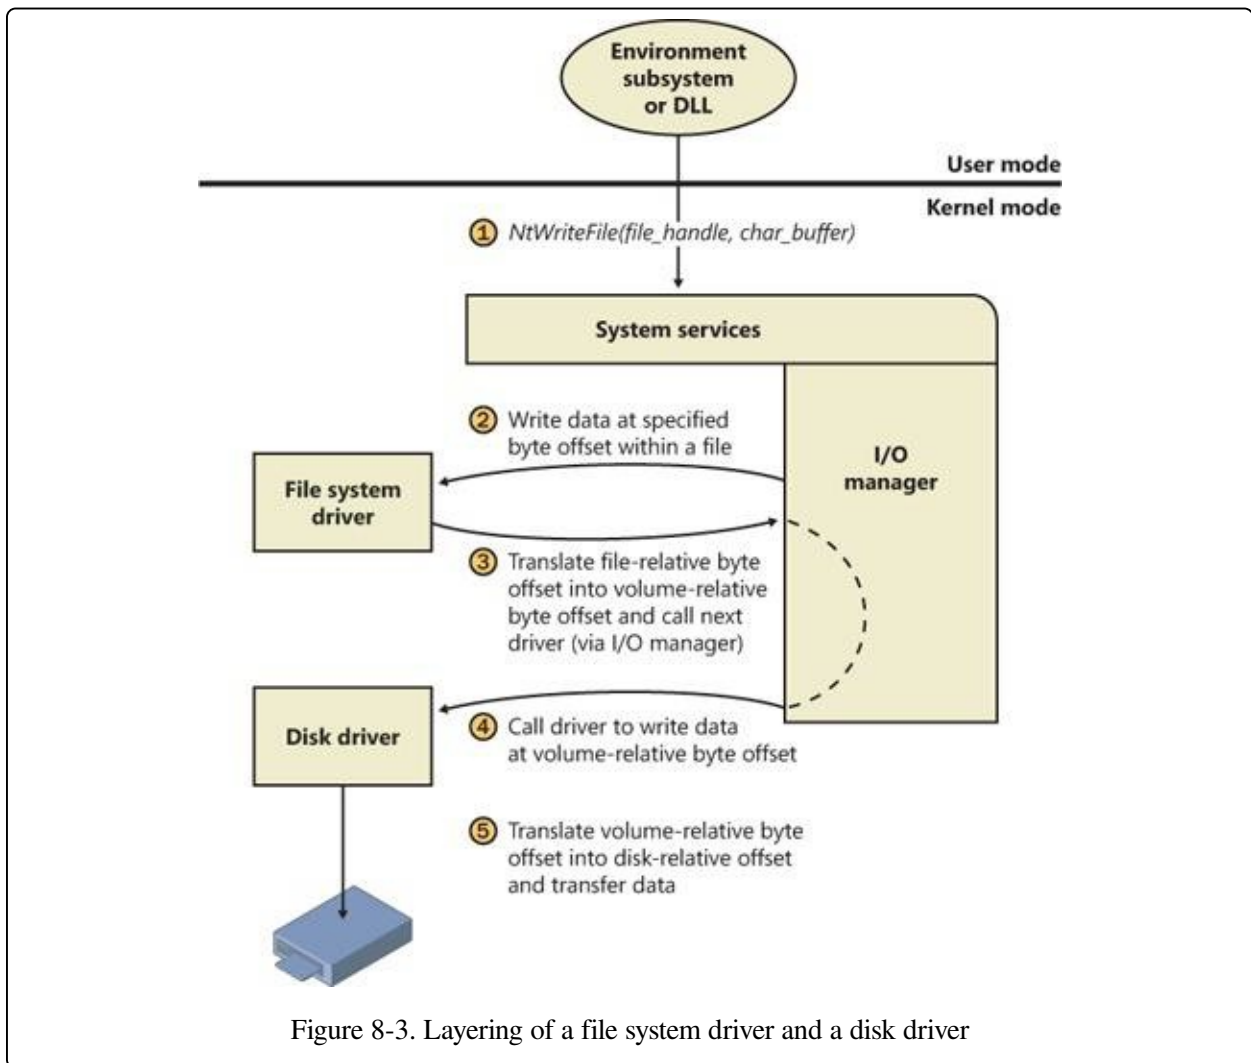 Environment
subsystem
or DLL
User mode
Kernel mode
1 NtWriteFile(file_handle, char_buffer)
System services
2 Write data at specified
byte offset within a file
I/O
manager
File system
driver
3 Translate file-relative byte
offset into volume-relative
byte offset and call next
driver (via I/O manager)
Disk driver
4 Call driver to write data
at volume-relative byte offset
5 Translate volume-relative byte
offset into disk-relative offset
and transfer data
Figure 8-3. Layering of a file system driver and a disk driver